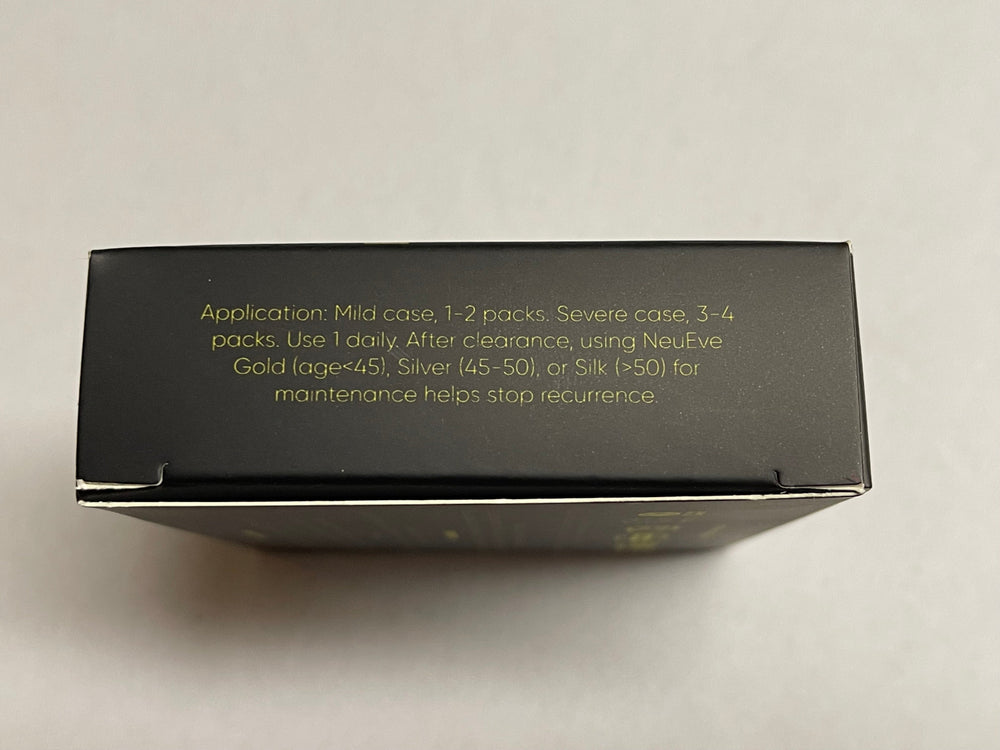 Application: Mild case, 1-2 packs. Severe case, 3-4
packs. Use 1 daily. After clearance, using NeuEve
Gold (age<45), Silver (45-50), or Silk (>50) for
maintenance helps stop recurrence.